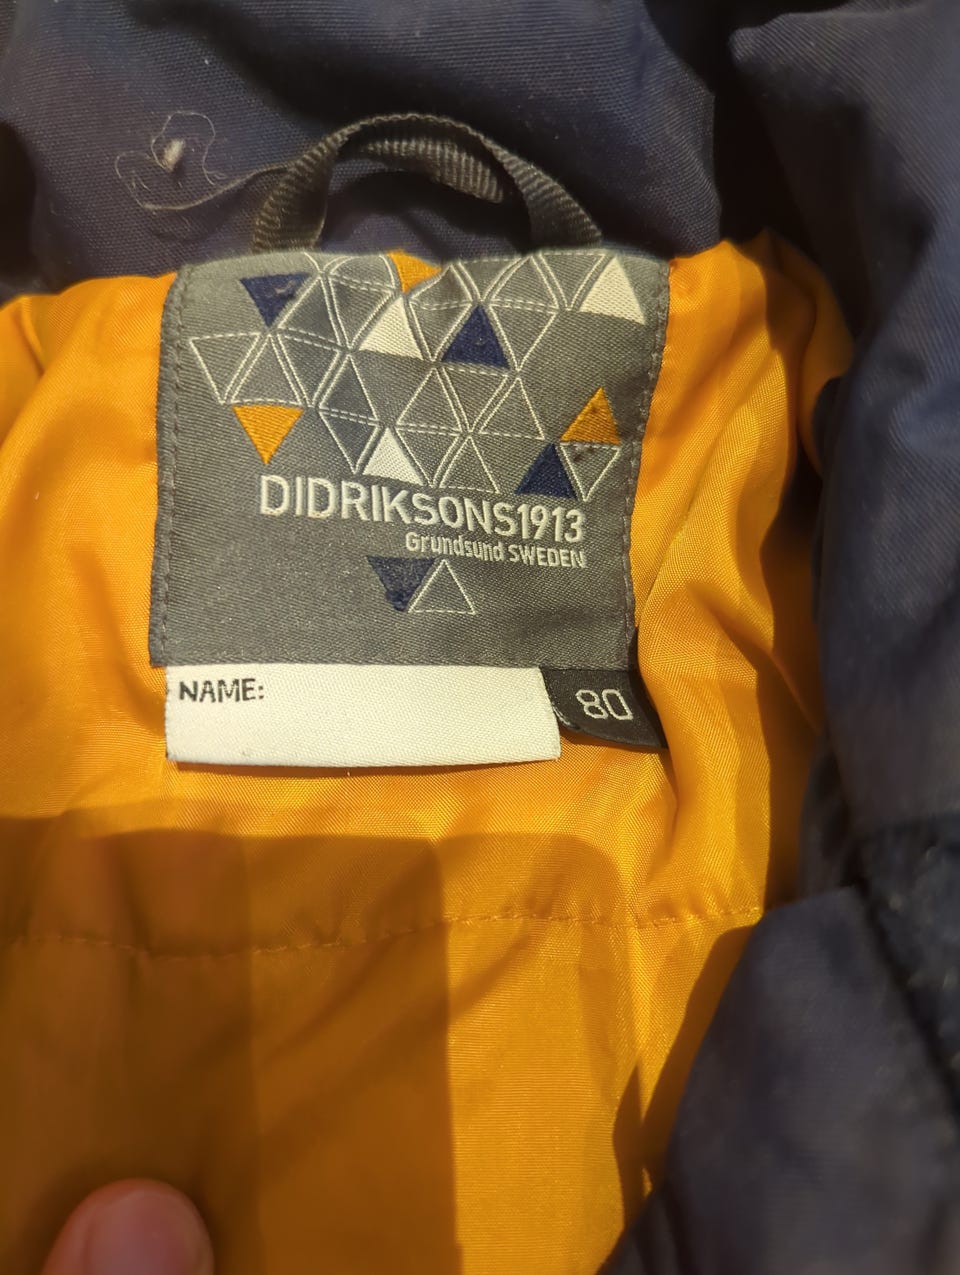 DIDRIKSONS1913
Grundsund SWEDEN
NAME:
80